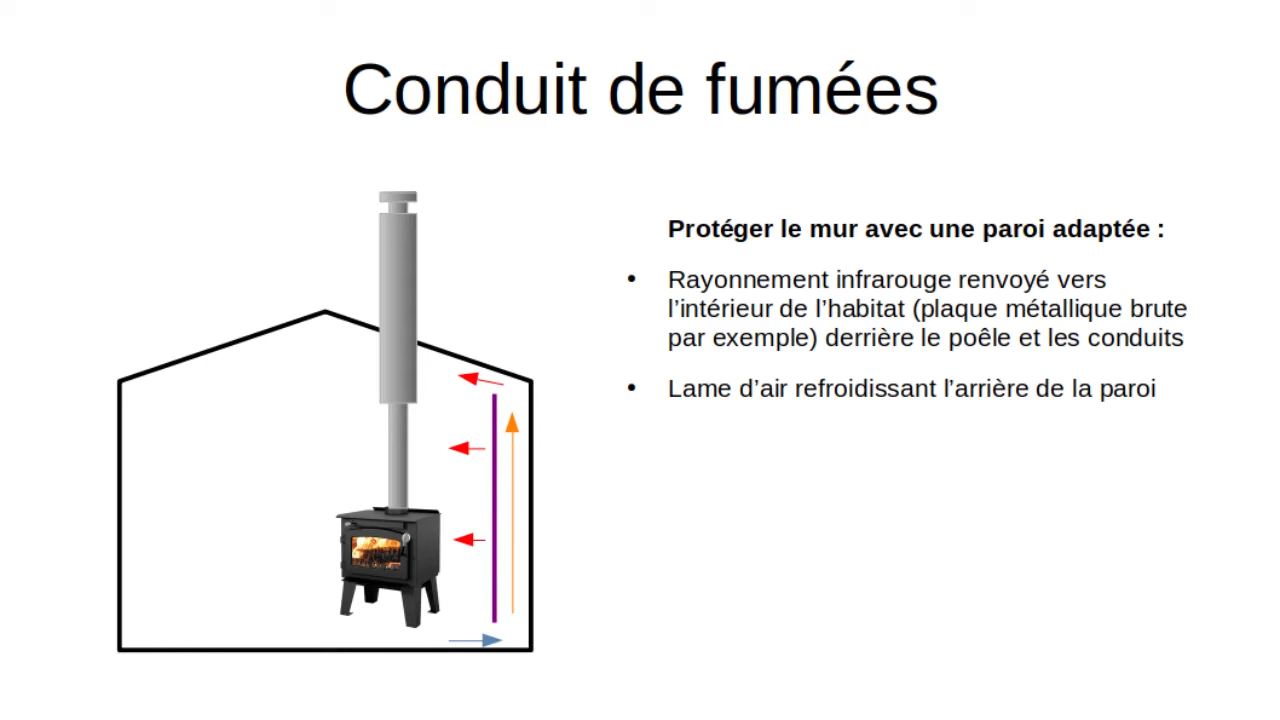 Conduit de fumées
Protéger le mur avec une paroi adaptée :
• Rayonnement infrarouge renvoyé vers
l’intérieur de l’habitat (plaque métallique brute
par exemple) derrière le poêle et les conduits
• Lame d’air refroidissant l’arrière de la paroi